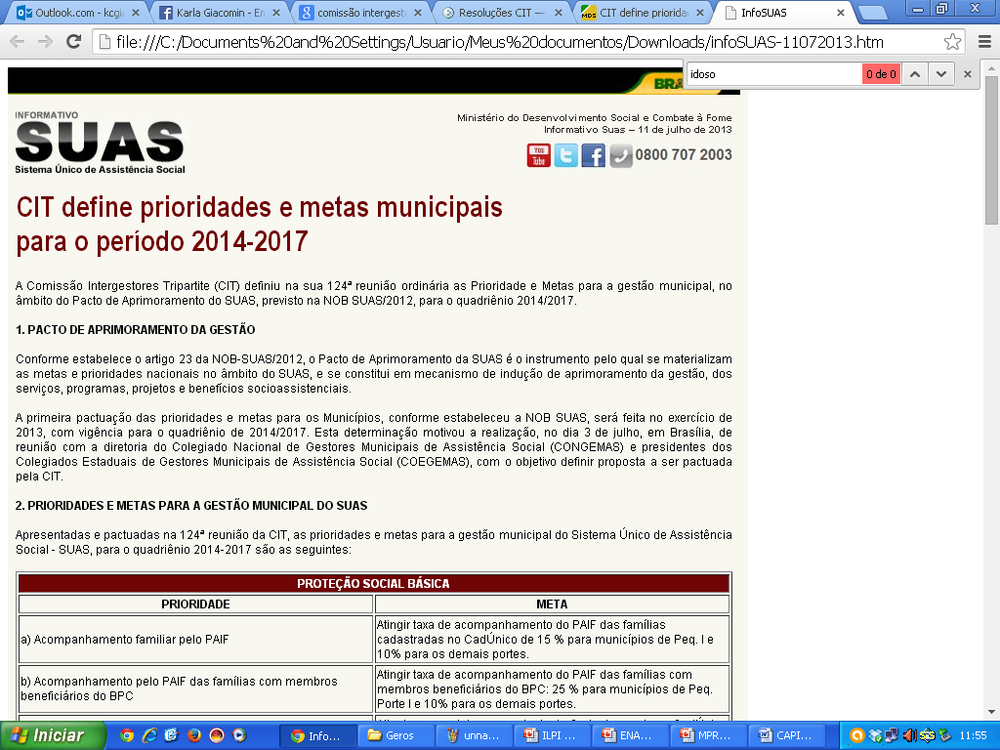 Outlook.com - kcgi
Karla Giacomin - En
comissão intergest
Resoluções CIT —
CIT define priorida
InfoSUAS
file:///C:/Documents%20and%20Settings/Usuario/Meus%20documentos/Downloads/infoSUAS-11072013.htm
idoso
0 de 0
INFORMATIVO
SUAS
Sistema Único de Assistência Social
Ministério do Desenvolvimento Social e Combate à Fome
Informativo Suas – 11 de julho de 2013
0800 707 2003
CIT define prioridades e metas municipais
para o período 2014-2017
A Comissão Intergestores Tripartite (CIT) definiu na sua 124ª reunião ordinária as Prioridade e Metas para a gestão municipal, no
âmbito do Pacto de Aprimoramento do SUAS, previsto na NOB SUAS/2012, para o quadriênio 2014/2017.
1. PACTO DE APRIMORAMENTO DA GESTÃO
Conforme estabelece o artigo 23 da NOB-SUAS/2012, o Pacto de Aprimoramento da SUAS é o instrumento pelo qual se materializam
as metas e prioridades nacionais no âmbito do SUAS, e se constitui em mecanismo de indução de aprimoramento da gestão, dos
serviços, programas, projetos e benefícios socioassistenciais.
A primeira pactuação das prioridades e metas para os Municípios, conforme estabeleceu a NOB SUAS, será feita no exercício de
2013, com vigência para o quadriênio de 2014/2017. Esta determinação motivou a realização, no dia 3 de julho, em Brasília, de
reunião com a diretoria do Colegiado Nacional de Gestores Municipais de Assistência Social (CONGEMAS) e presidentes dos
Colegiados Estaduais de Gestores Municipais de Assistência Social (COEGEMAS), com o objetivo definir proposta a ser pactuada
pela CIT.
2. PRIORIDADES E METAS PARA A GESTÃO MUNICIPAL DO SUAS
Apresentadas e pactuadas na 124ª reunião da CIT, as prioridades e metas para a gestão municipal do Sistema Único de Assistência
Social - SUAS, para o quadriênio 2014-2017 são as seguintes:
PROTEÇÃO SOCIAL BÁSICA
PRIORIDADE
META
a) Acompanhamento familiar pelo PAIF
Atingir taxa de acompanhamento do PAIF das famílias
cadastradas no CadÚnico de 15 % para municípios de Peq. I e
10% para os demais portes.
b) Acompanhamento pelo PAIF das famílias com membros
beneficiários do BPC
Atingir taxa de acompanhamento do PAIF das famílias com
membros beneficiários do BPC: 25 % para municípios de Peq.
Porte I e 10% para os demais portes.
Iniciar
Info...
Geros
unna...
ILPI ...
ENA...
MPR...
CAPI...
11:55